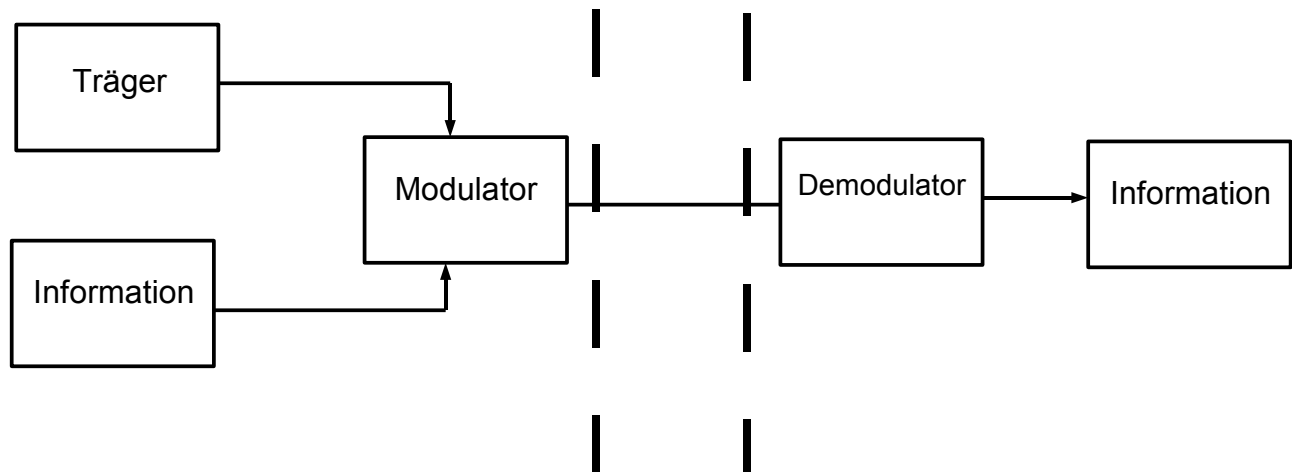 Träger
Modulator
Demodulator
Information
Information